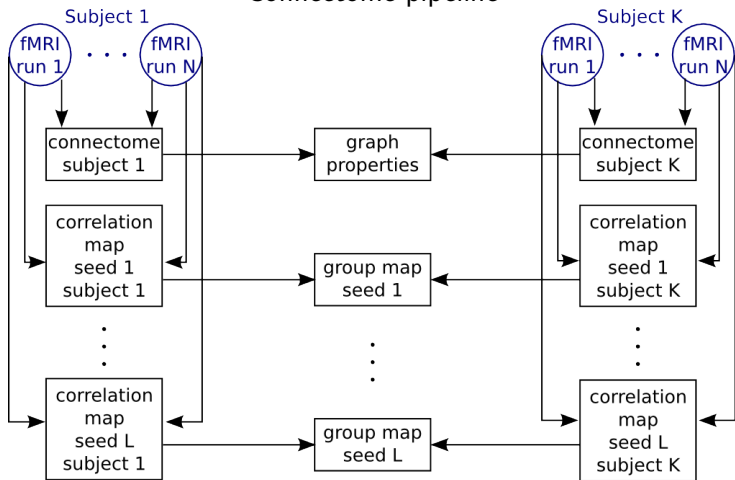 Connectome pipeline
Subject 1
Subject K
fMRI
run 1
. . .
fMRI
run N
fMRI
run 1
. . .
fMRI
run N
connectome
subject 1
graph
properties
connectome
subject K
correlation
map
seed 1
subject 1
group map
seed 1
correlation
map
seed 1
subject K
correlation
map
seed L
subject 1
group map
seed L
correlation
map
seed L
subject K